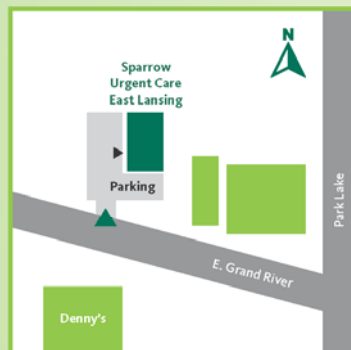 N
Sparrow
Urgent Care
East Lansing
Parking
Park Lake
E. Grand River
Denny's